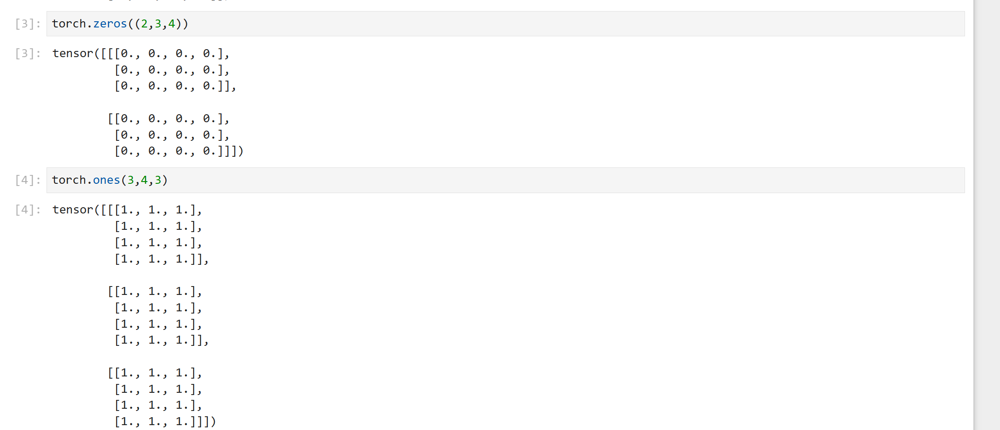 [3]: torch.zeros((2,3,4))
[3]: tensor([[[0., 0., 0., 0.],
[0., 0., 0., 0.],
[0., 0., 0., 0.]],
[[0., 0., 0., 0.],
[0., 0., 0., 0.],
[0., 0., 0., 0.]]])
[4]: torch.ones(3,4,3)
[4]: tensor([[[1., 1., 1.],
[1., 1., 1.],
[1., 1., 1.],
[1., 1., 1.]],
[[1., 1., 1.],
[1., 1., 1.],
[1., 1., 1.],
[1., 1., 1.]],
[[1., 1., 1.],
[1., 1., 1.],
[1., 1., 1.],
[1., 1., 1.]]])